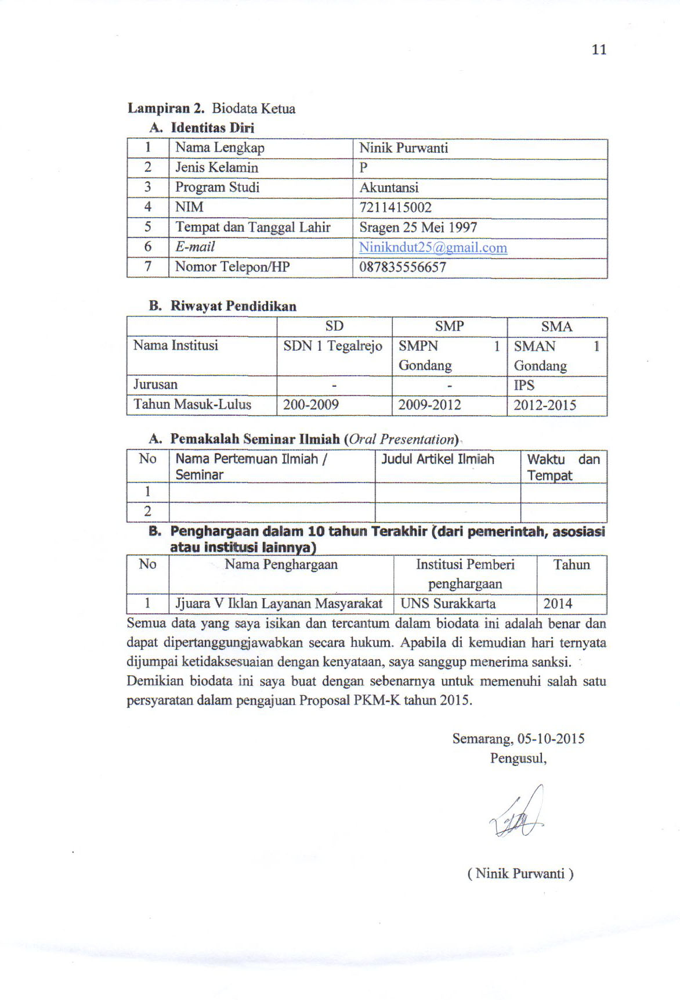 11
Lampiran 2. Biodata Ketua
A. Identitas Diri
1 Nama Lengkap Ninik Purwanti
2 Jenis Kelamin P
3 Program Studi Akuntansi
4 NIM 7211415002
5 Tempat dan Tanggal Lahir Sragen 25 Mei 1997
6 E-mail Ninikndut25@gmail.com
7 Nomor Telepon/HP 087835556657
B. Riwayat Pendidikan
SD SMP SMA
Nama Institusi SDN 1 Tegalrejo SMPN 1 SMAN 1
Gondang Gondang
Jurusan - - IPS
Tahun Masuk-Lulus 200-2009 2009-2012 2012-2015
A. Pemakalah Seminar Ilmiah (Oral Presentation)
No Nama Pertemuan Ilmiah / Judul Artikel Ilmiah Waktu dan
Seminar Tempat
1
2
B. Penghargaan dalam 10 tahun Terakhir (dari pemerintah, asosiasi
atau institusi lainnya)
No Nama Penghargaan Institusi Pemberi Tahun
penghargaan
1 Jjuara V Iklan Layanan Masyarakat UNS Surakkarta 2014
Semua data yang saya isikan dan tercantum dalam biodata ini adalah benar dan
dapat dipertanggungjawabkan secara hukum. Apabila di kemudian hari ternyata
dijumpai ketidaksesuaian dengan kenyataan, saya sanggup menerima sanksi.
Demikian biodata ini saya buat dengan sebenarnya untuk memenuhi salah satu
persyaratan dalam pengajuan Proposal PKM-K tahun 2015.
Semarang, 05-10-2015
Pengusul,
( Ninik Purwanti )